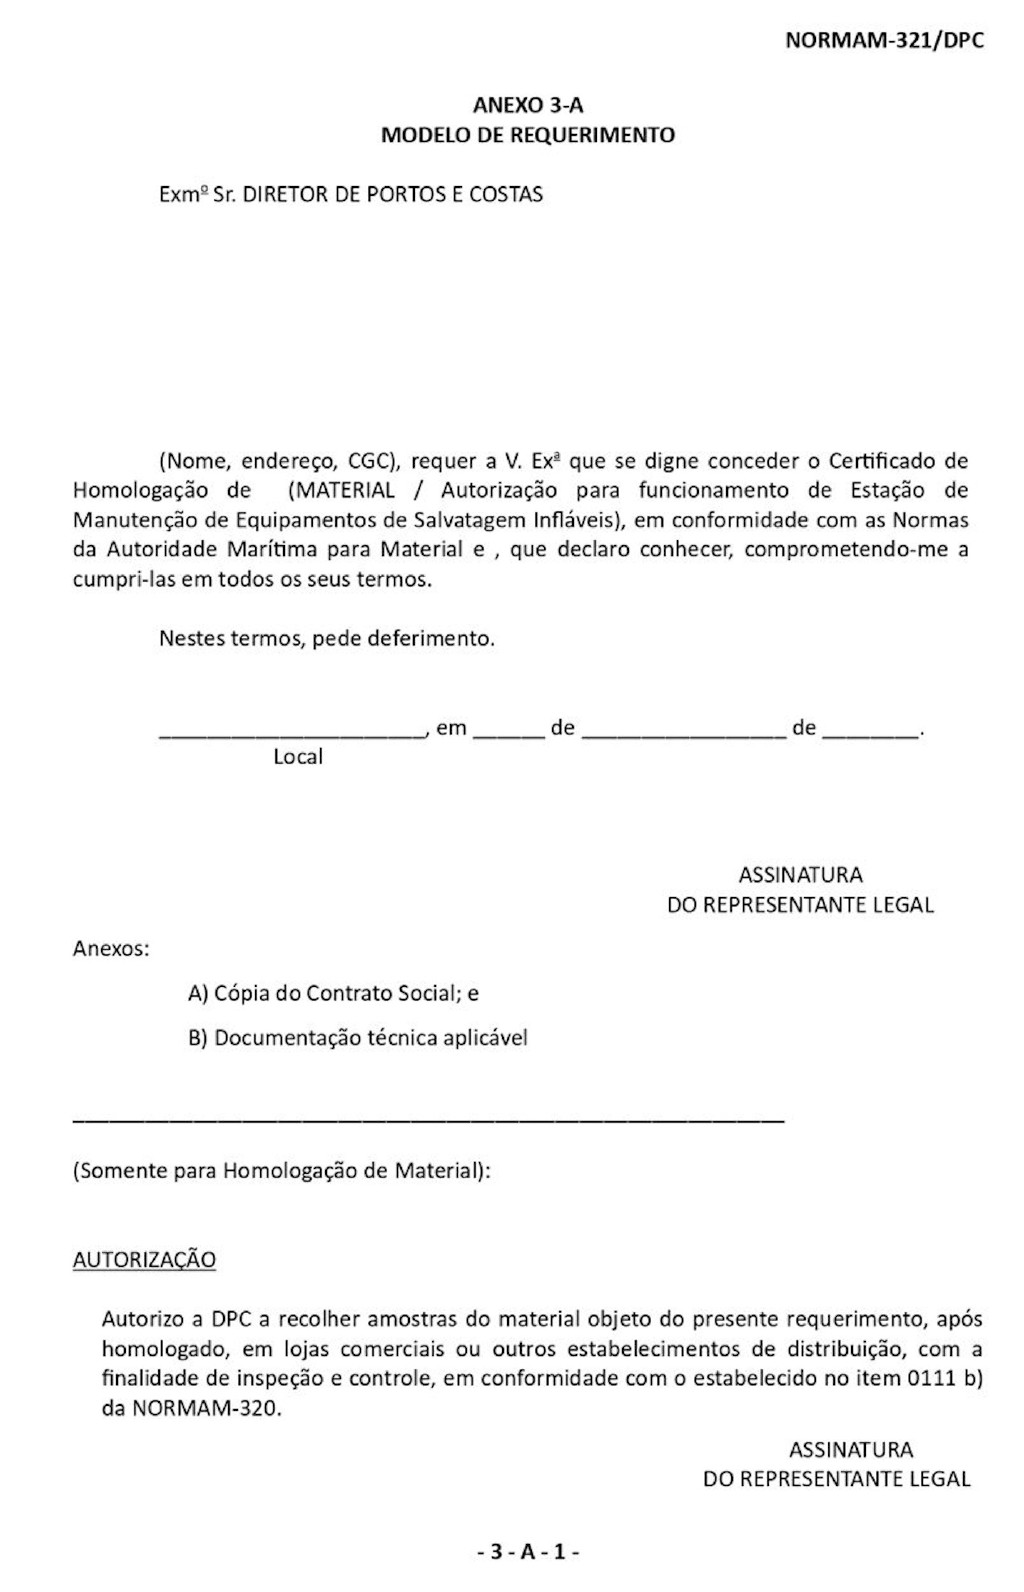 NORMAM-321/DPC
ANEXO 3-A
MODELO DE REQUERIMENTO
Exmº Sr. DIRETOR DE PORTOS E COSTAS
(Nome, endereço, CGC), requer a V. Exª que se digne conceder o Certificado de
Homologação de (MATERIAL / Autorização para funcionamento de Estação de
Manutenção de Equipamentos de Salvatagem Infláveis), em conformidade com as Normas
da Autoridade Marítima para Material e , que declaro conhecer, comprometendo-me a
cumpri-las em todos os seus termos.
Nestes termos, pede deferimento.
______________________, em ______ de _________________ de ________.
Local
ASSINATURA
DO REPRESENTANTE LEGAL
Anexos:
A) Cópia do Contrato Social; e
B) Documentação técnica aplicável
(Somente para Homologação de Material):
AUTORIZAÇÃO
Autorizo a DPC a recolher amostras do material objeto do presente requerimento, após
homologado, em lojas comerciais ou outros estabelecimentos de distribuição, com a
finalidade de inspeção e controle, em conformidade com o estabelecido no item 0111 b)
da NORMAM-320.
ASSINATURA
DO REPRESENTANTE LEGAL
- 3 - A - 1 -